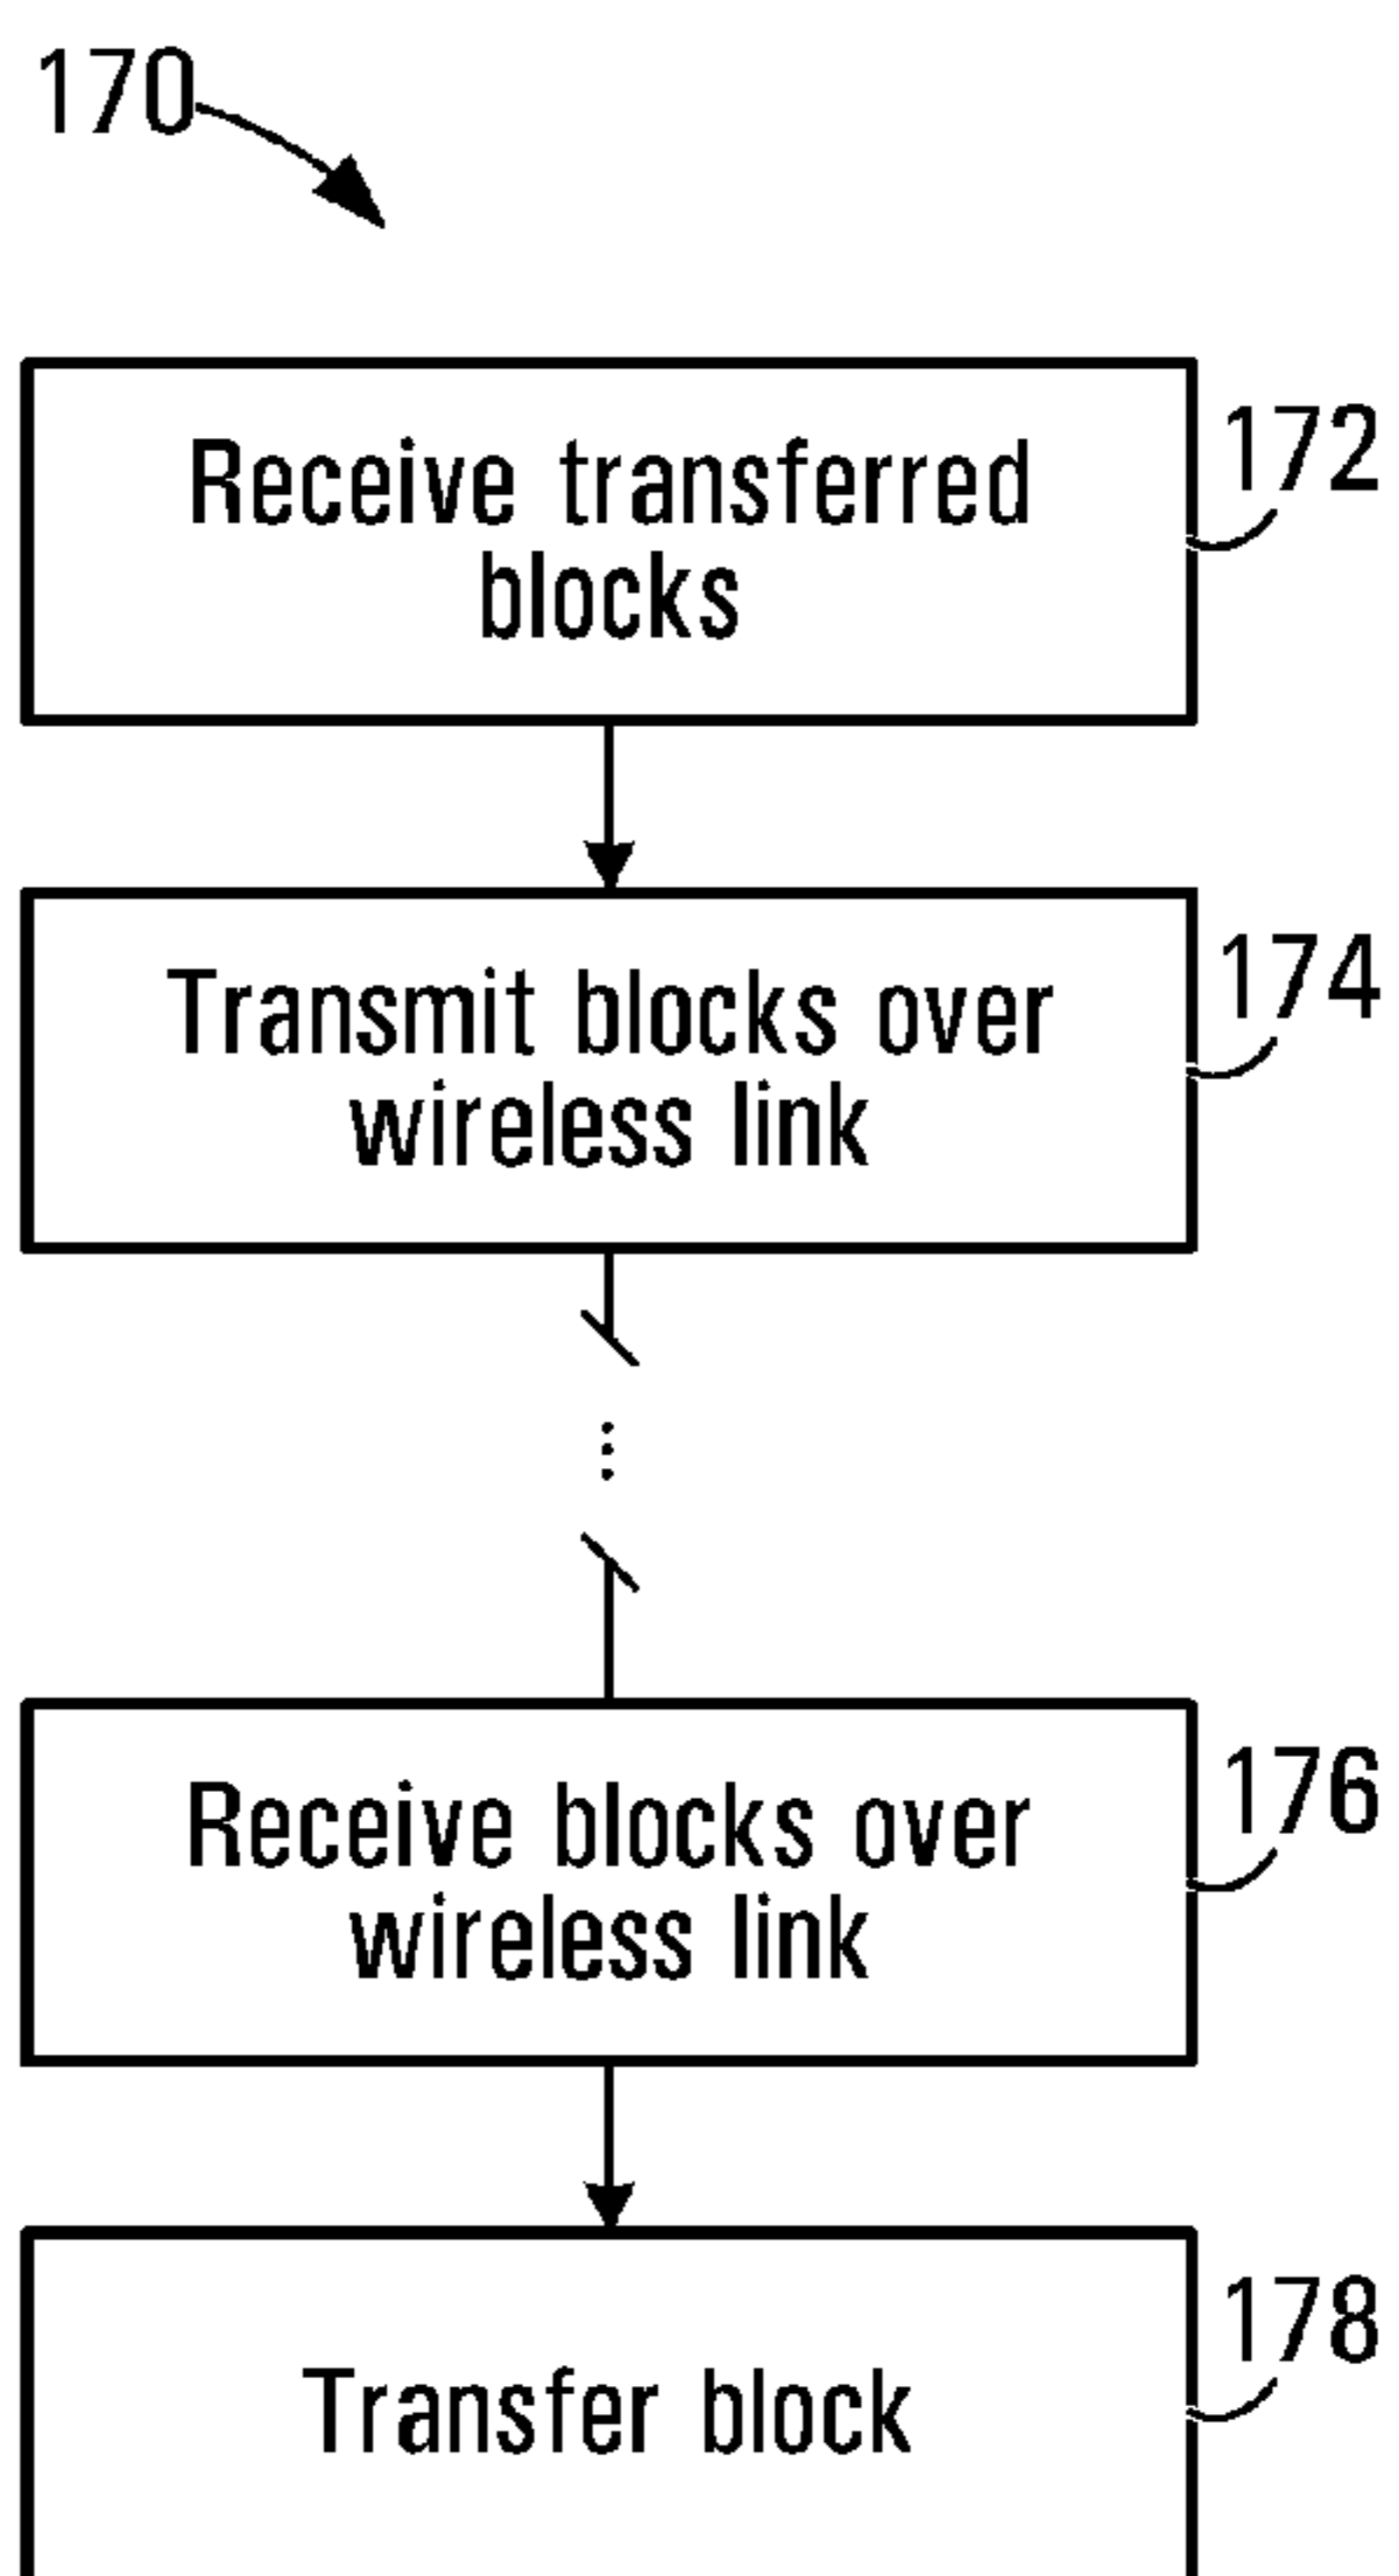 170
Receive transferred
blocks
172
Transmit blocks over
wireless link
174
Receive blocks over
wireless link
176
Transfer block
178